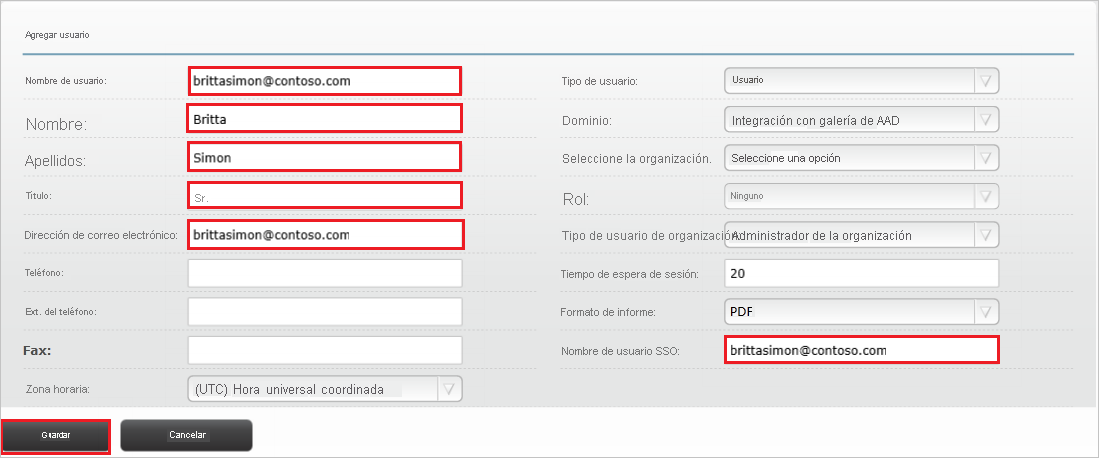 Agregar usuario
Nombre de usuario: brittasimon@contoso.com Tipo de usuario: Usuario
Nombre: Britta Dominio: Integración con galería de AAD
Apellidos: Simon Seleccione la organización. Seleccione una opción
Título: Sr. Rol: Ninguno
Dirección de correo electrónico: brittasimon@contoso.com Tipo de usuario de organización: Administrador de la organización
Teléfono: Tiempo de espera de sesión: 20
Ext. del teléfono: Formato de informe: PDF
Fax: Nombre de usuario SSO: brittasimon@contoso.com
Zona horaria: (UTC) Hora universal coordinada
Guardar Cancelar